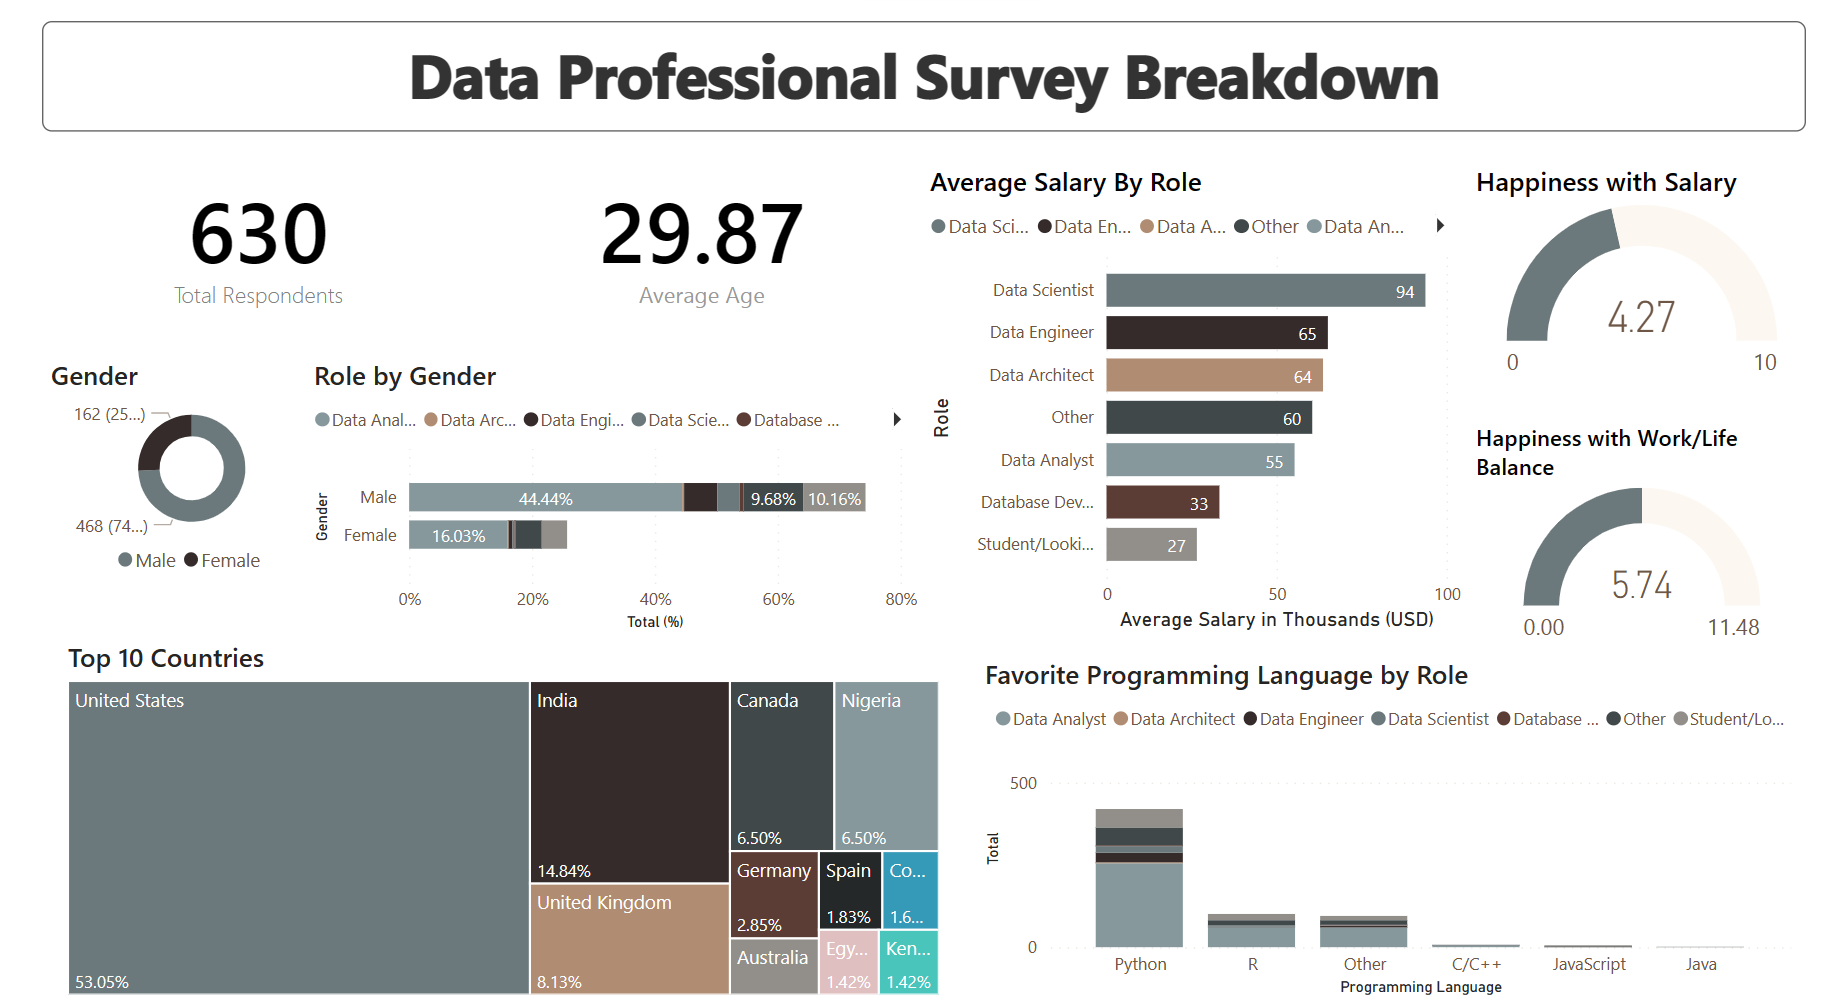 Data Professional Survey Breakdown
630
Total Respondents
29.87
Average Age
Average Salary By Role
Data Sci... Data En... Data A... Other Data An...
Role
Data Scientist 94
Data Engineer 65
Data Architect 64
Other 60
Data Analyst 55
Database Dev... 33
Student/Looki... 27
0 50 100
Average Salary in Thousands (USD)
Happiness with Salary
4.27
0 10
Happiness with Work/Life
Balance
5.74
0.00 11.48
Gender
162 (25...)
468 (74...)
Male Female
Role by Gender
Data Anal... Data Arc... Data Engi... Data Scie... Database ...
Gender
Male 44.44% 9.68% 10.16%
Female 16.03%
0% 20% 40% 60% 80%
Total (%)
Top 10 Countries
United States
53.05%
India
14.84%
United Kingdom
8.13%
Canada
6.50%
Nigeria
6.50%
Germany
2.85%
Australia
Spain
1.83%
Co...
1.6...
Egy...
1.42%
Ken...
1.42%
Favorite Programming Language by Role
Data Analyst Data Architect Data Engineer Data Scientist Database ... Other Student/Lo...
Total
500
0
Python R Other C/C++ JavaScript Java
Programming Language